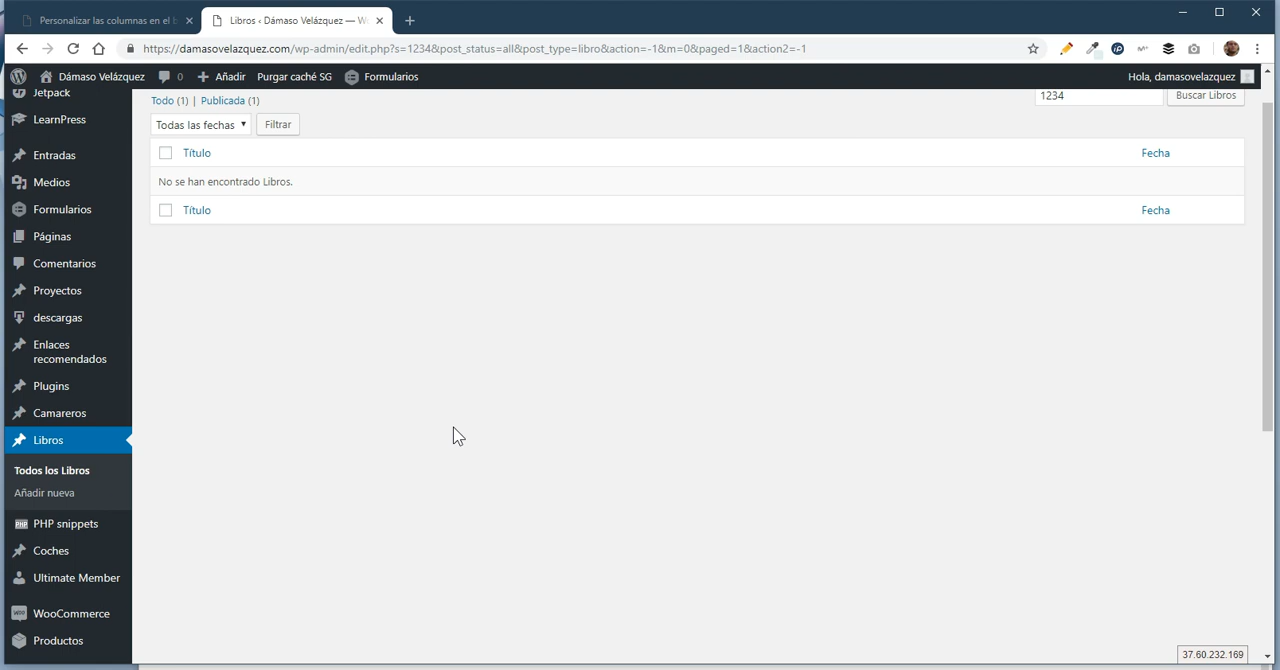 Personalizar las columnas en el b
Libros ‹ Dámaso Velázquez — Wo
https://damasovelazquez.com/wp-admin/edit.php?s=1234&post_status=all&post_type=libro&action=-1&m=0&paged=1&action2=-1
Dámaso Velázquez 0 Añadir Purgar caché SG Formularios Hola, damasovelazquez
Jetpack
LearnPress
Entradas
Medios
Formularios
Páginas
Comentarios
Proyectos
descargas
Enlaces
recomendados
Plugins
Camareros
Libros
Todos los Libros
Añadir nueva
PHP snippets
Coches
Ultimate Member
WooCommerce
Productos
Todo (1) | Publicada (1)
1234 Buscar Libros
Todas las fechas Filtrar
Título Fecha
No se han encontrado Libros.
Título Fecha
37.60.232.169